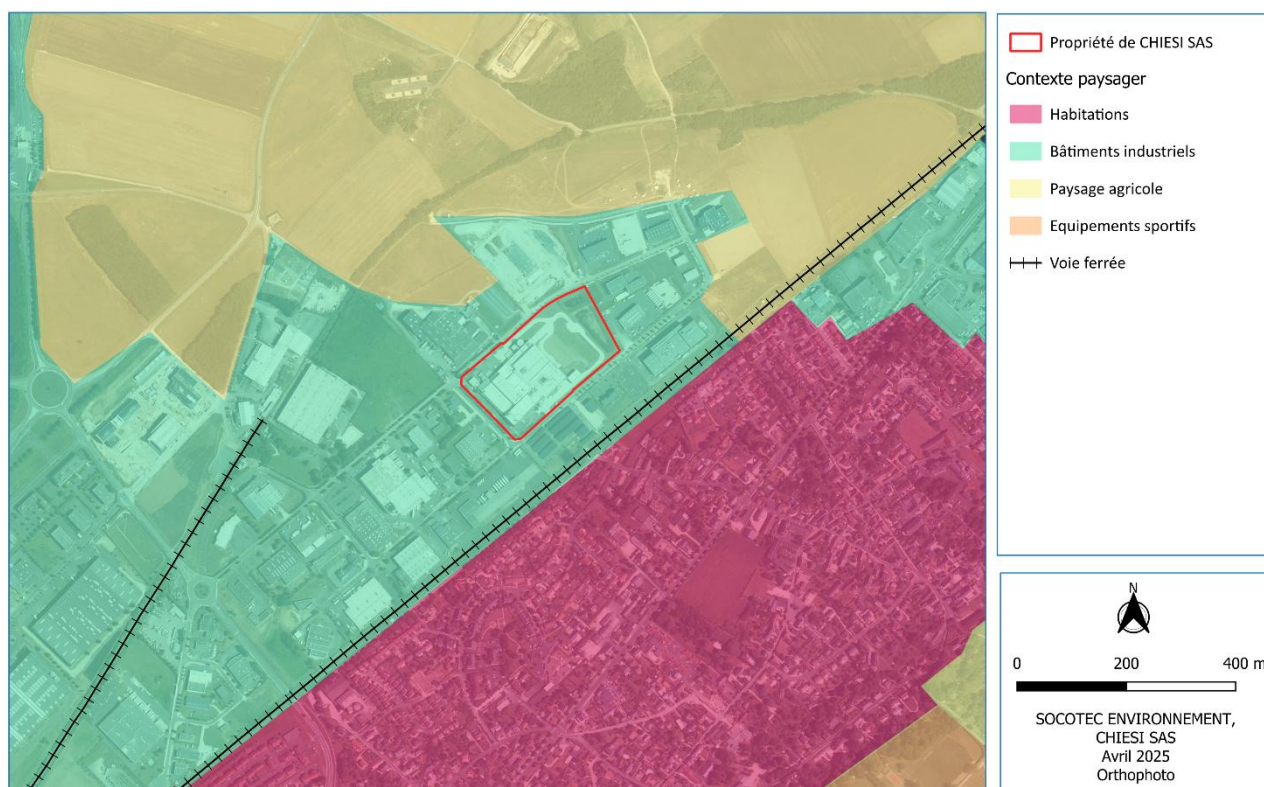 Propriété de CHIESI SAS
Contexte paysager
Habitations
Bâtiments industriels
Paysage agricole
Equipements sportifs
Voie ferrée
N
0 200 400 m
SOCOTEC ENVIRONNEMENT,
CHIESI SAS
Avril 2025
Orthophoto